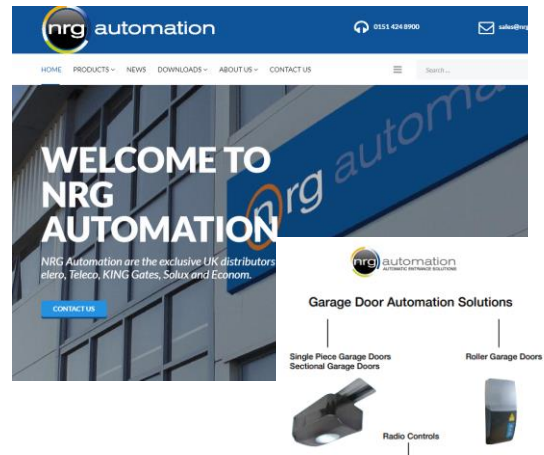 nrg automation
0151 424 8900
sales@nrg
HOME PRODUCTS NEWS DOWNLOADS ABOUT US CONTACT US
Search ...
nrg automation
WELCOME TO
NRG
AUTOMATION
NRG Automation are the exclusive UK distributors
elero, Teleco, KING Gates, Solux and Econom.
CONTACT US
nrg automation
AUTOMATIC ENTRANCE SOLUTIONS
Garage Door Automation Solutions
Single Piece Garage Doors
Sectional Garage Doors
Roller Garage Doors
Radio Controls